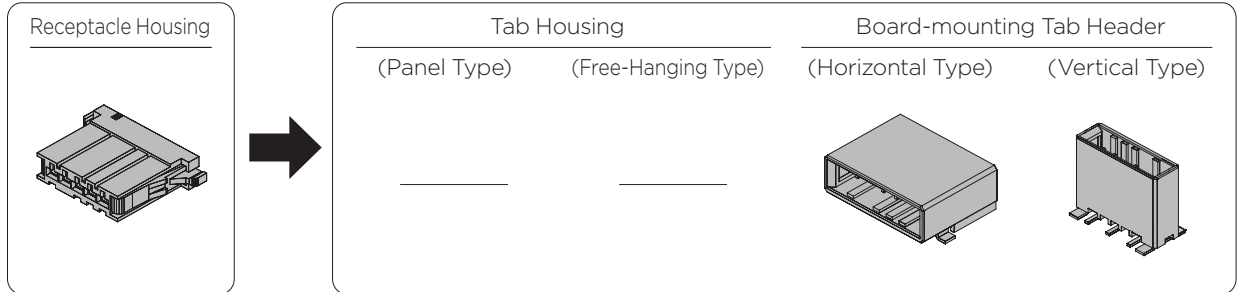 Receptacle Housing
Tab Housing
Board-mounting Tab Header
(Panel Type)
(Free-Hanging Type)
(Horizontal Type)
(Vertical Type)